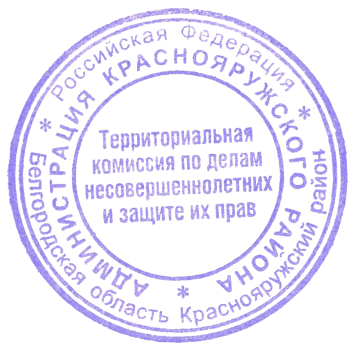 Российская Федерация
Белгородская область Краснояружский район
АДМИНИСТРАЦИЯ КРАСНОЯРУЖСКОГО РАЙОНА
Территориальная
комиссия по делам
несовершеннолетних
и защите их прав